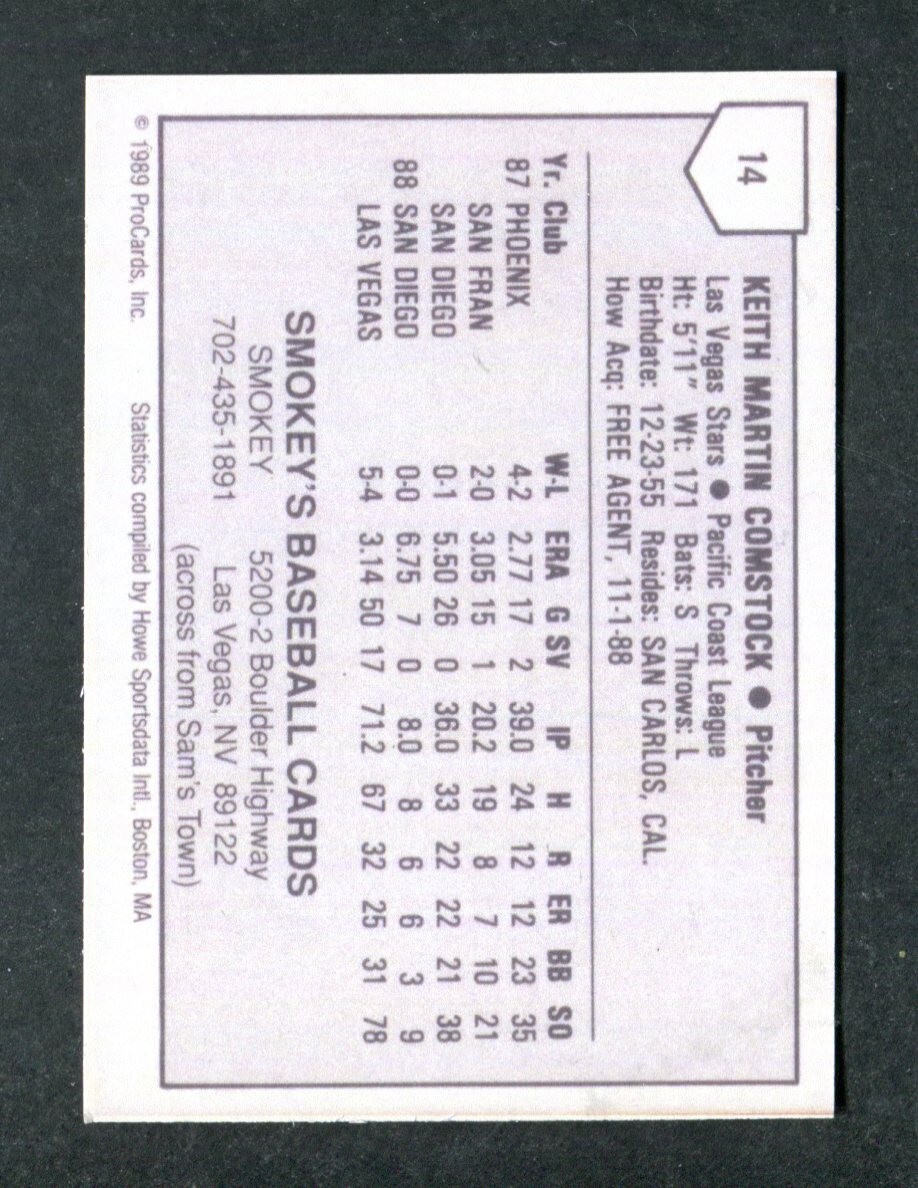 14
KEITH MARTIN COMSTOCK ● Pitcher
Las Vegas Stars ● Pacific Coast League
Ht: 5'11" Wt: 171 Bats: S Throws: L
Birthdate: 12-23-55 Resides: SAN CARLOS, CAL.
How Acq: FREE AGENT, 11-1-88
Yr. Club W-L ERA G SV IP H R ER BB SO
87 PHOENIX 4-2 2.77 17 2 39.0 24 12 12 23 35
SAN FRAN 2-0 3.05 15 1 20.2 19 8 7 10 21
SAN DIEGO 0-1 5.50 26 0 36.0 33 22 22 21 38
88 SAN DIEGO 0-0 6.75 7 0 8.0 8 6 6 3 9
LAS VEGAS 5-4 3.14 50 17 71.2 67 32 25 31 78
SMOKEY'S BASEBALL CARDS
SMOKEY 5200-2 Boulder Highway
702-435-1891 Las Vegas, NV 89122
(across from Sam's Town)
© 1989 ProCards, Inc. Statistics compiled by Howe Sportsdata Intl., Boston, MA